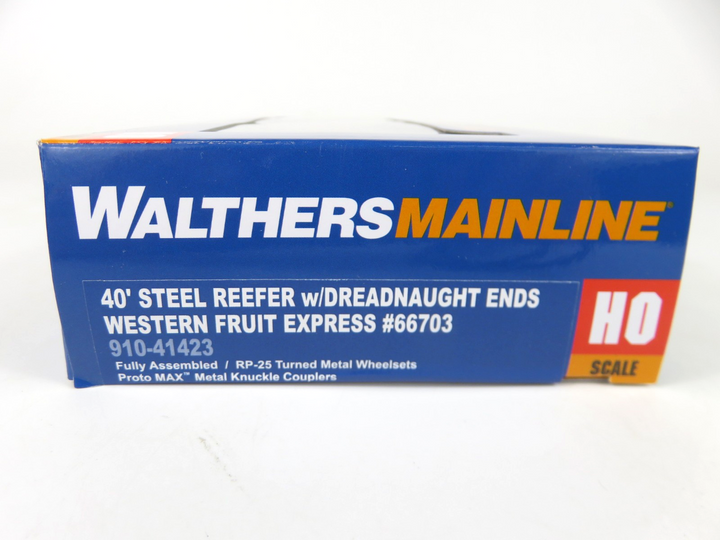 WALTHERSMAINLINE®
40' STEEL REEFER w/DREADNAUGHT ENDS
WESTERN FRUIT EXPRESS #66703
910-41423
Fully Assembled / RP-25 Turned Metal Wheelsets
Proto MAX™ Metal Knuckle Couplers
HO
SCALE